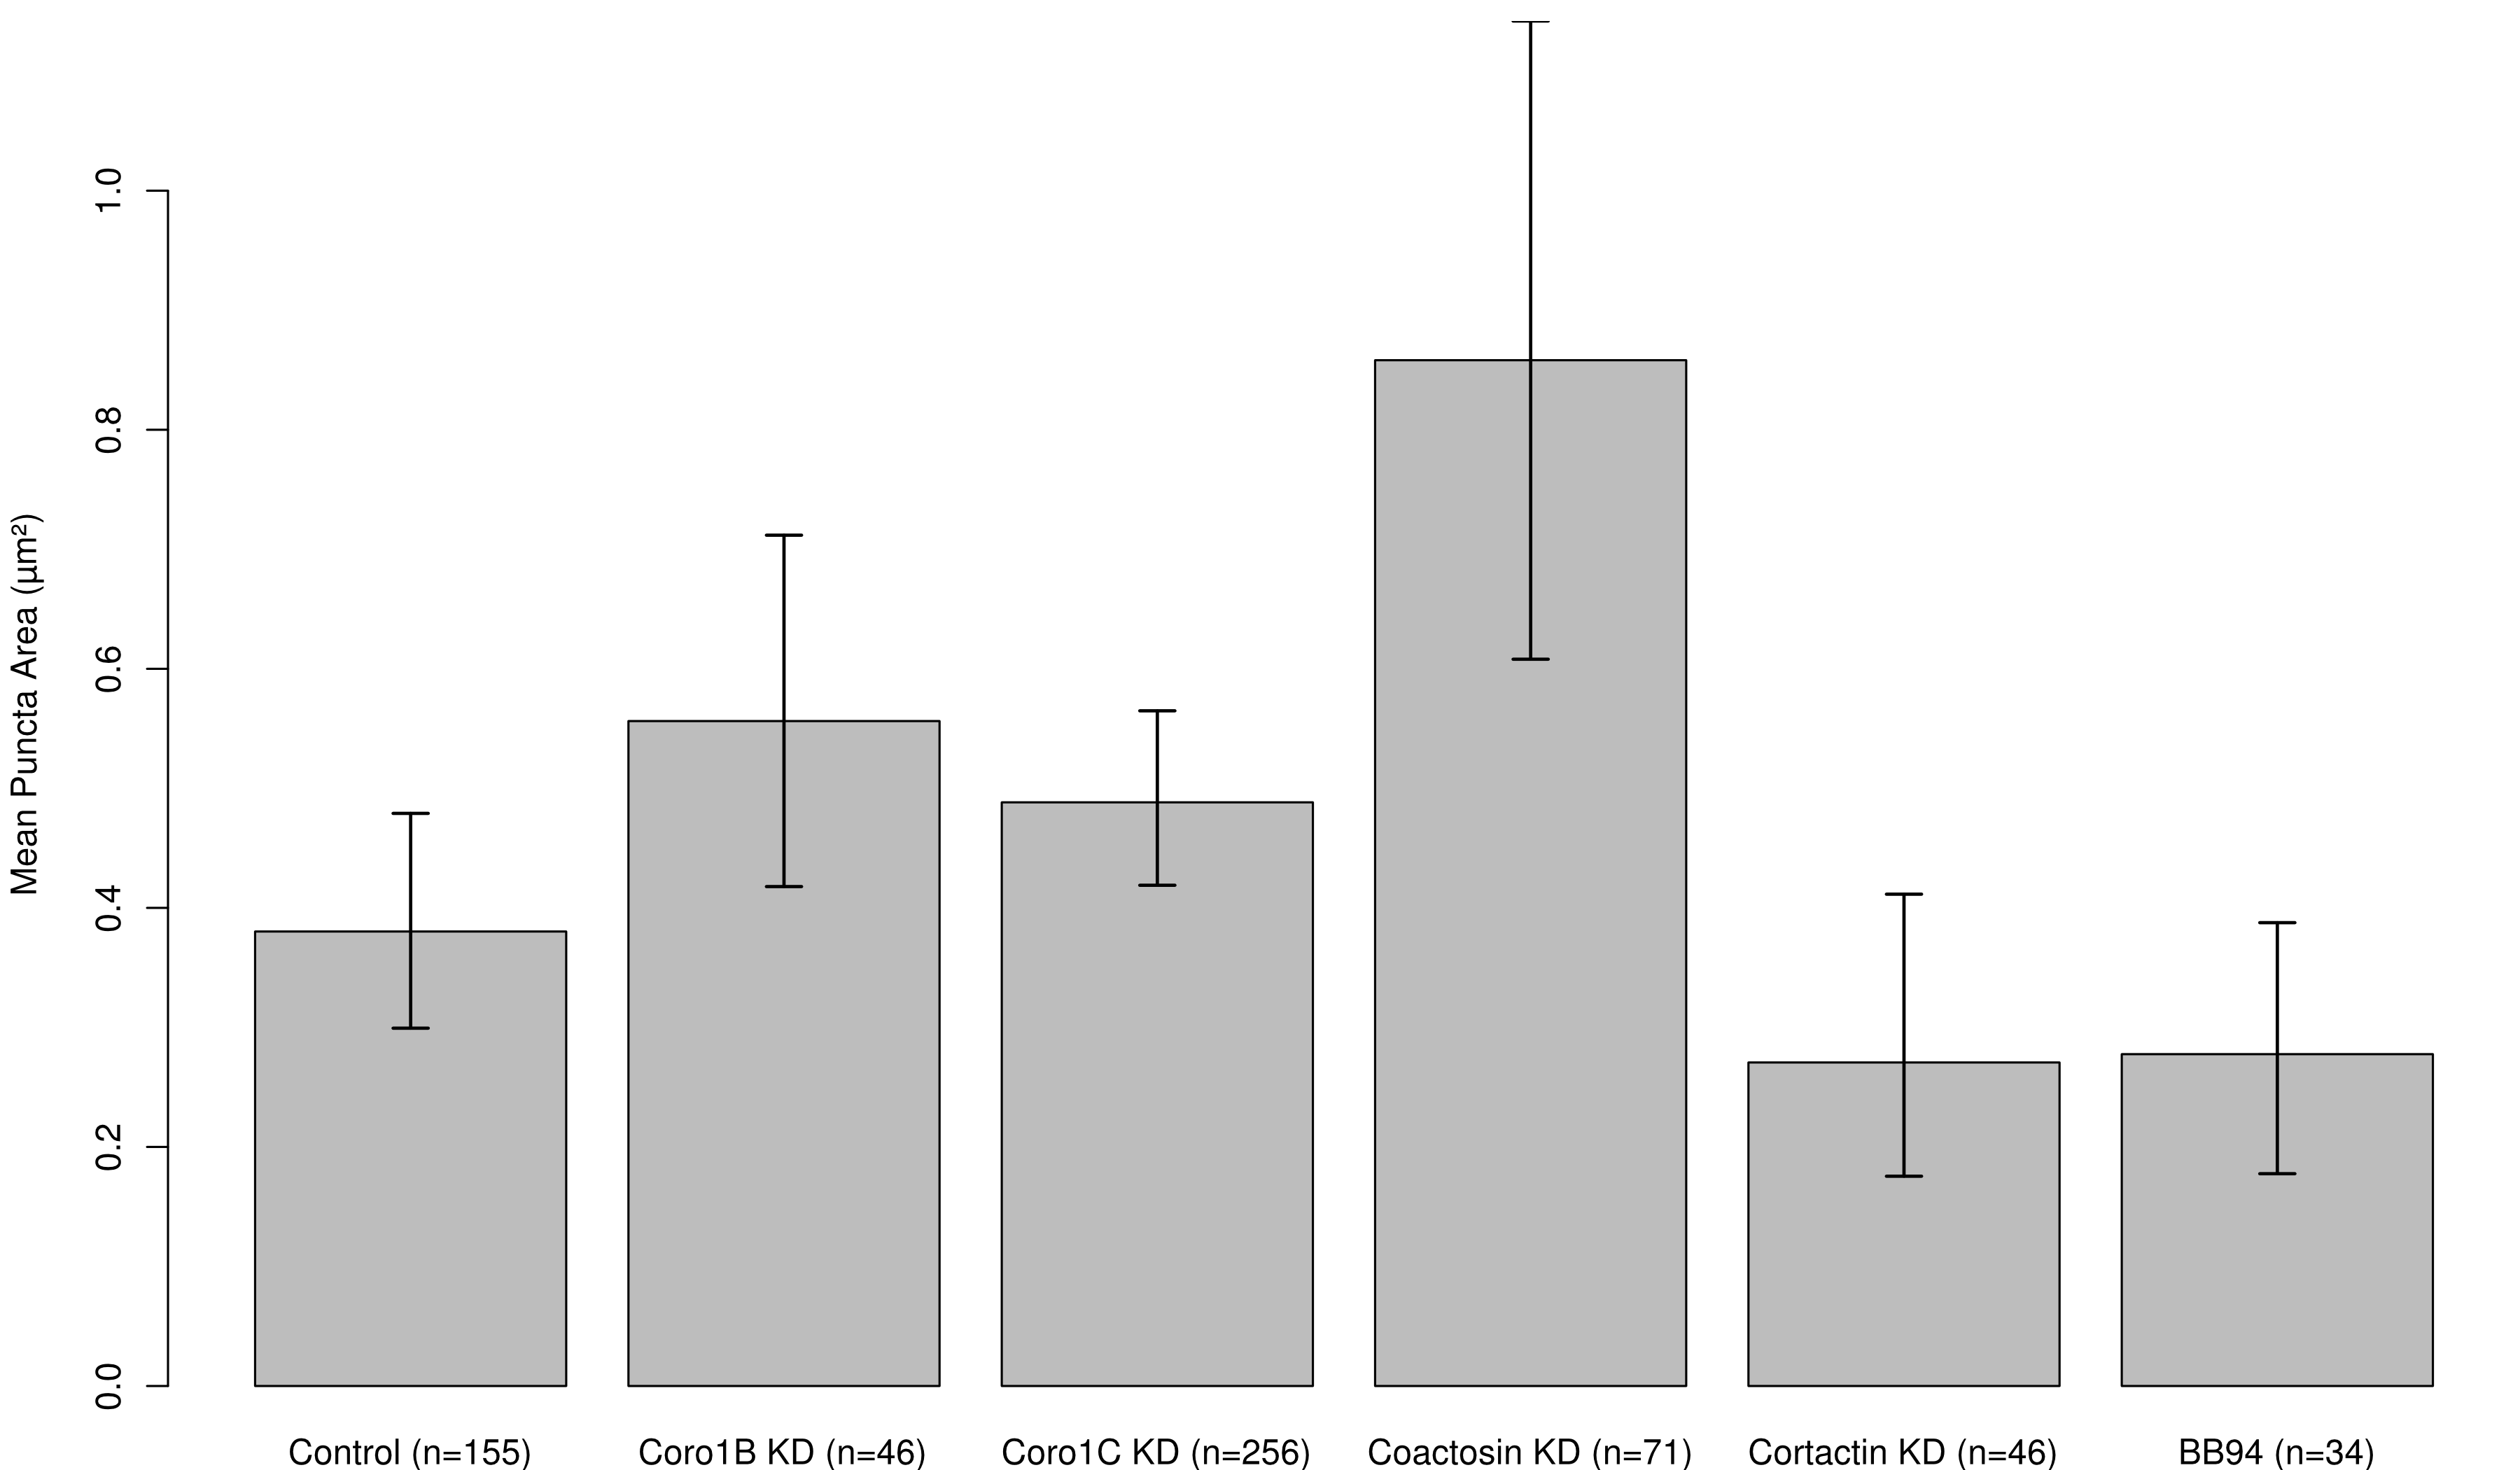 Mean Puncta Area (µm²)
1.0
0.8
0.6
0.4
0.2
0.0
Control (n=155)
Coro1B KD (n=46)
Coro1C KD (n=256)
Coactosin KD (n=71)
Cortactin KD (n=46)
BB94 (n=34)